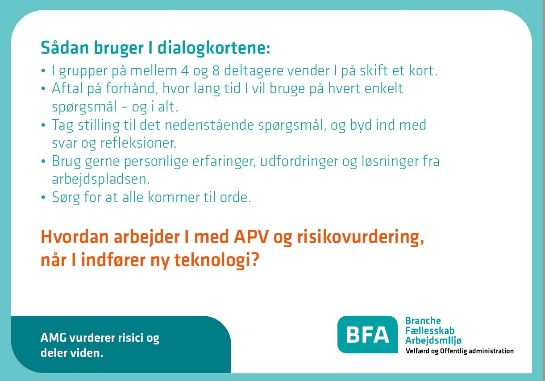 Sådan bruger I dialogkortene:
• I grupper på mellem 4 og 8 deltagere vender I på skift et kort.
• Aftal på forhånd, hvor lang tid I vil bruge på hvert enkelt
spørgsmål – og i alt.
• Tag stilling til det nedenstående spørgsmål, og byd ind med
svar og refleksioner.
• Brug gerne personlige erfaringer, udfordringer og løsninger fra
arbejdspladsen.
• Sørg for at alle kommer til orde.
Hvordan arbejder I med APV og risikovurdering,
når I indfører ny teknologi?
AMG vurderer risici og
deler viden.
BFA
Branche
Fællesskab
Arbejdsmiljø
Velfærd og Offentlig administration